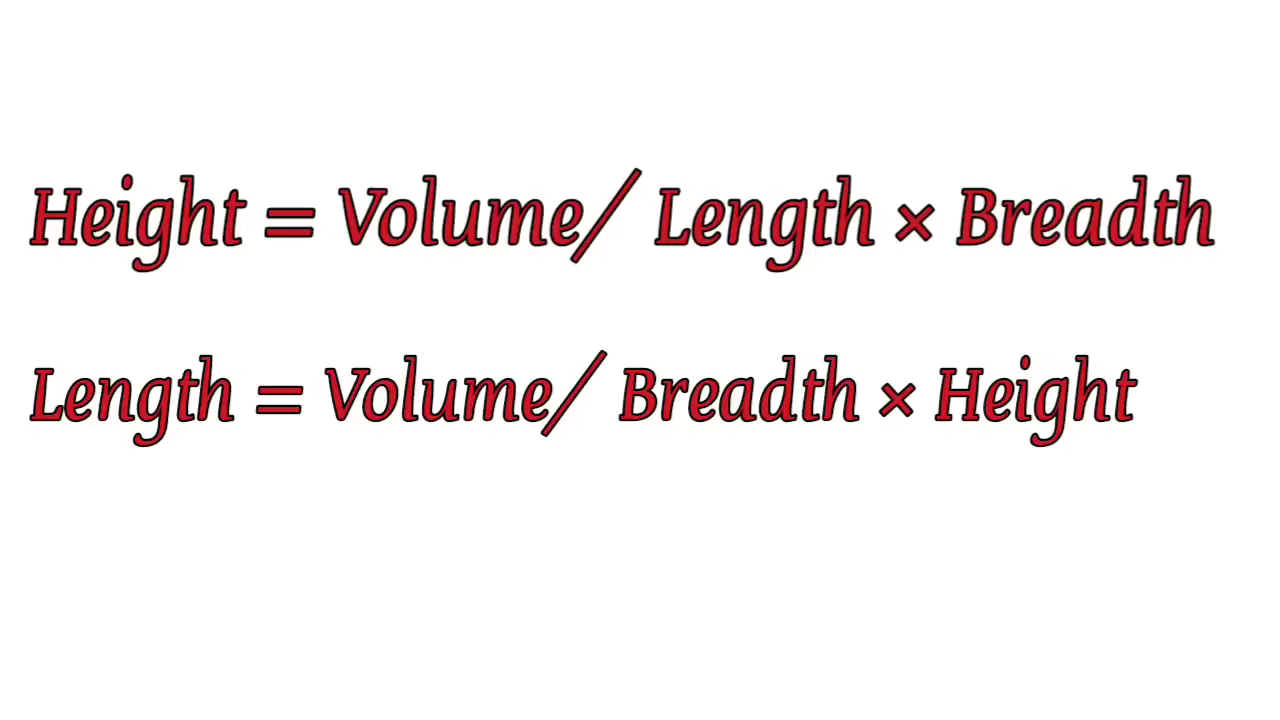 Height = Volume/ Length × Breadth
Length = Volume/ Breadth × Height